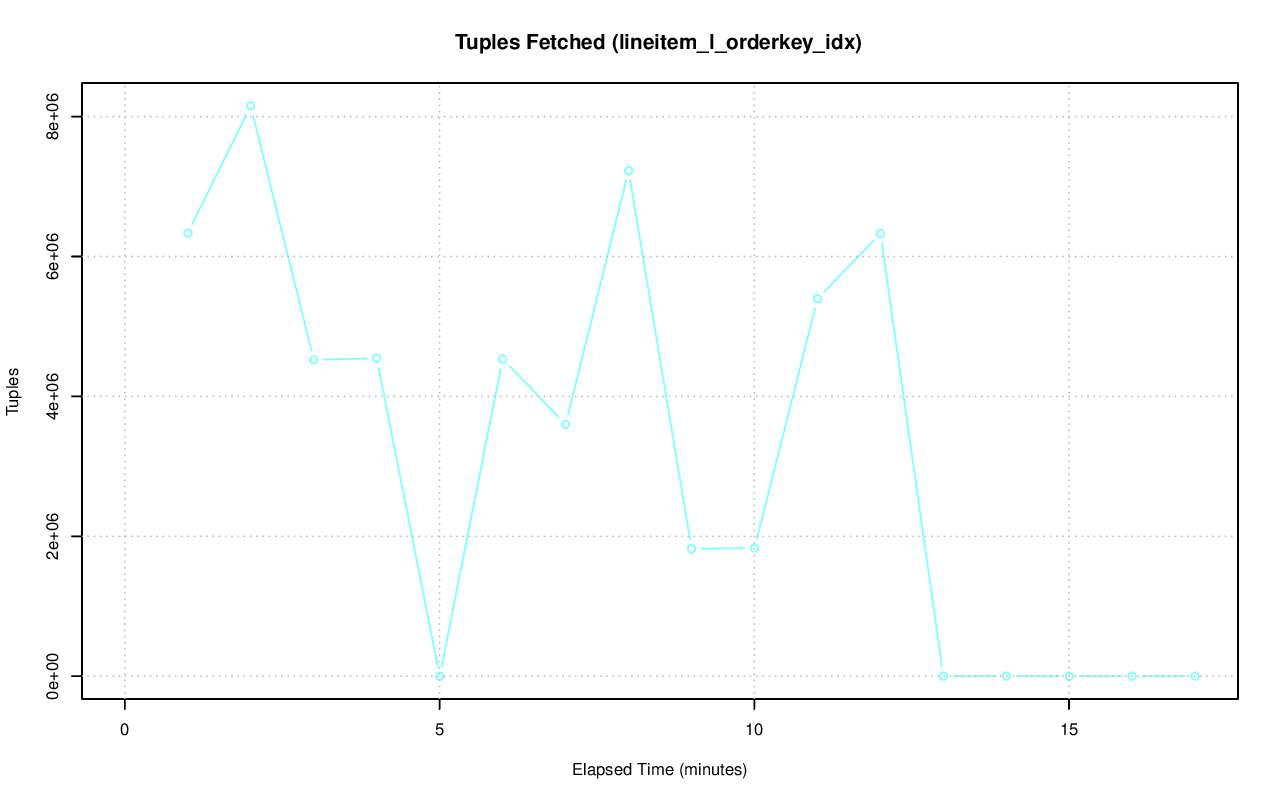 Tuples Fetched (lineitem_l_orderkey_idx)
8e+06
6e+06
4e+06
2e+06
0e+00
Tuples
0 5 10 15
Elapsed Time (minutes)